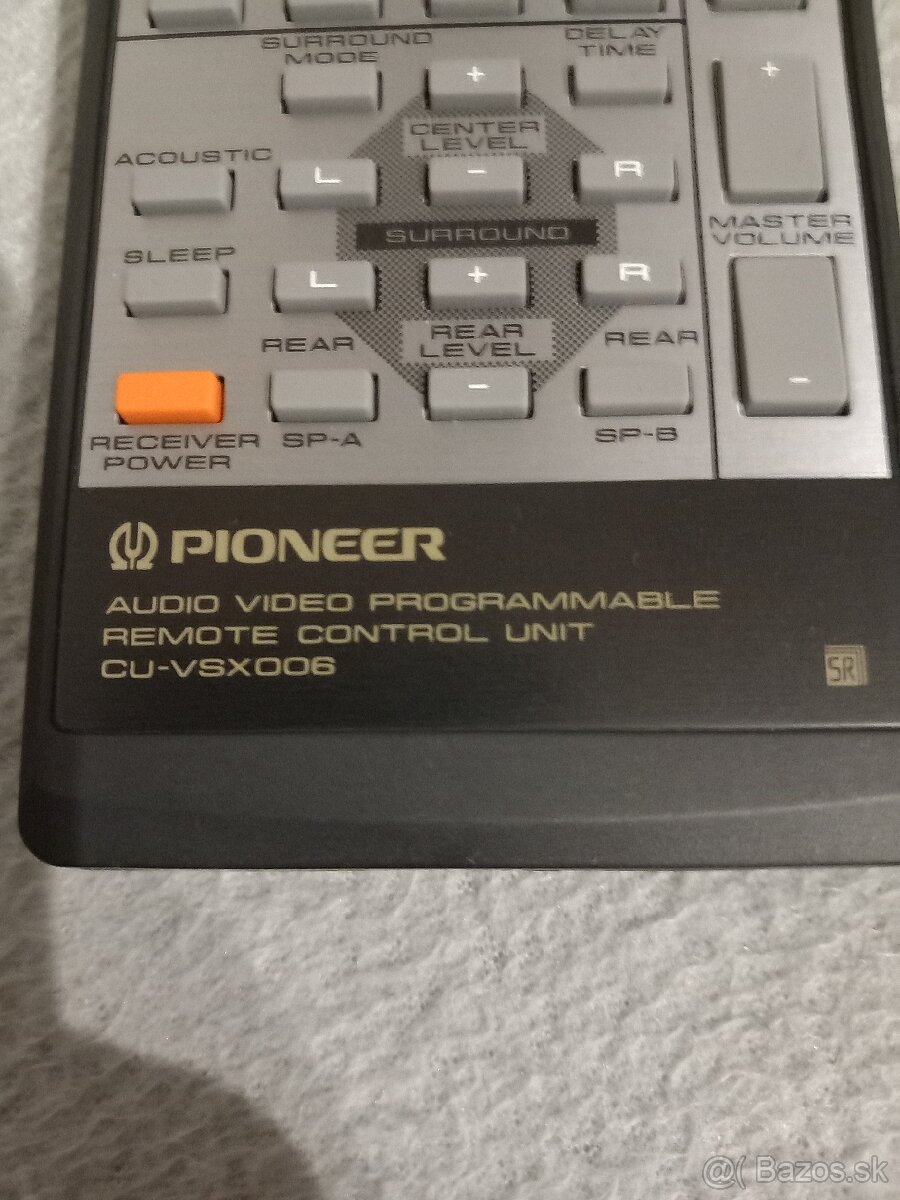 SURROUND
MODE
DELAY
TIME
+
+
CENTER
LEVEL
ACOUSTIC
L
-
R
MASTER
VOLUME
SURROUND
SLEEP
L
+
R
REAR
REAR
LEVEL
REAR
-
-
RECEIVER
POWER
SP-A
SP-B
PIONEER
AUDIO VIDEO PROGRAMMABLE
REMOTE CONTROL UNIT
CU-VSX006
SR
@( Bazos.sk